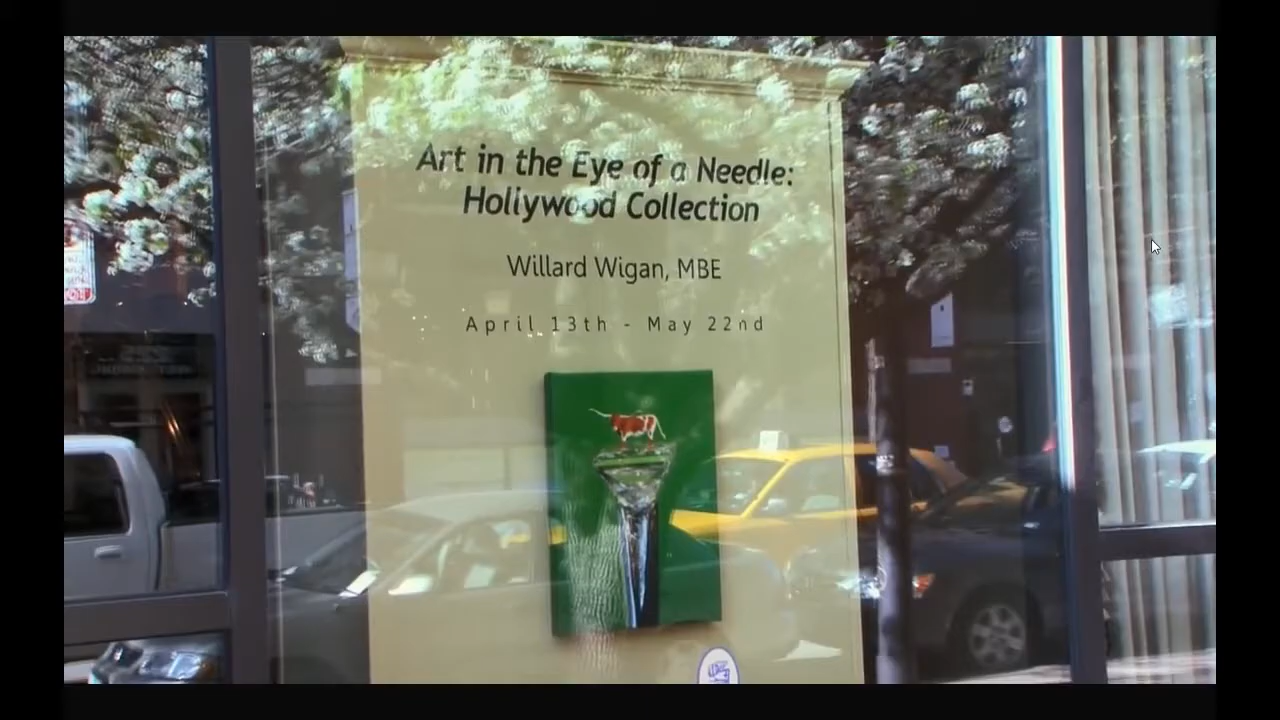 Art in the Eye of a Needle:
Hollywood Collection
Willard Wigan, MBE
April 13th - May 22nd